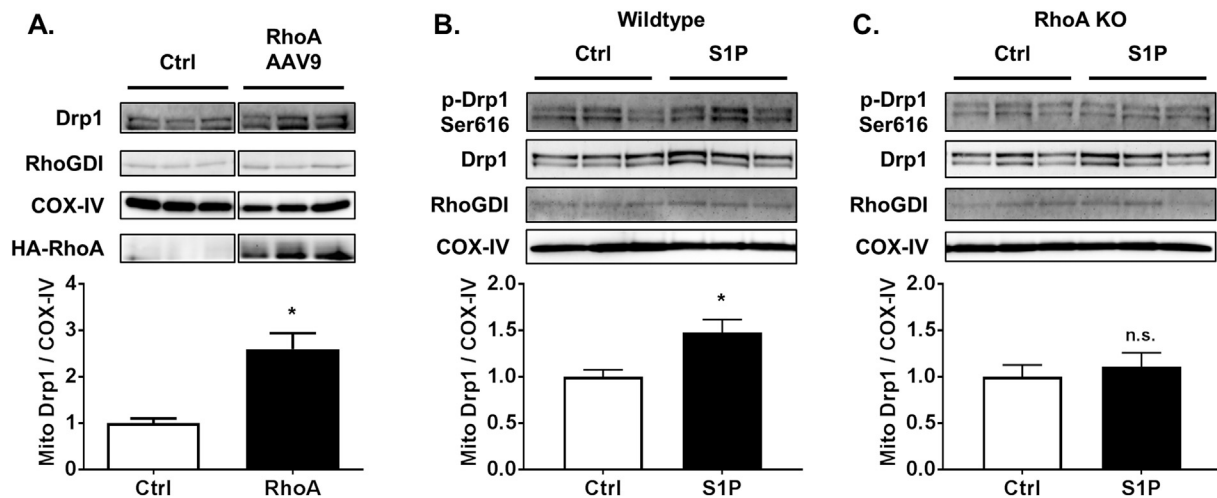 A.
Ctrl
RhoA
AAV9
Drp1
RhoGDI
COX-IV
HA-RhoA
Mito Drp1 / COX-IV
4
3
2
1
0
Ctrl
RhoA
*
B.
Wildtype
Ctrl
S1P
p-Drp1
Ser616
Drp1
RhoGDI
COX-IV
Mito Drp1 / COX-IV
2.0
1.5
1.0
0.5
0.0
Ctrl
S1P
*
C.
RhoA KO
Ctrl
S1P
p-Drp1
Ser616
Drp1
RhoGDI
COX-IV
Mito Drp1 / COX-IV
2.0
1.5
1.0
0.5
0.0
Ctrl
S1P
n.s.